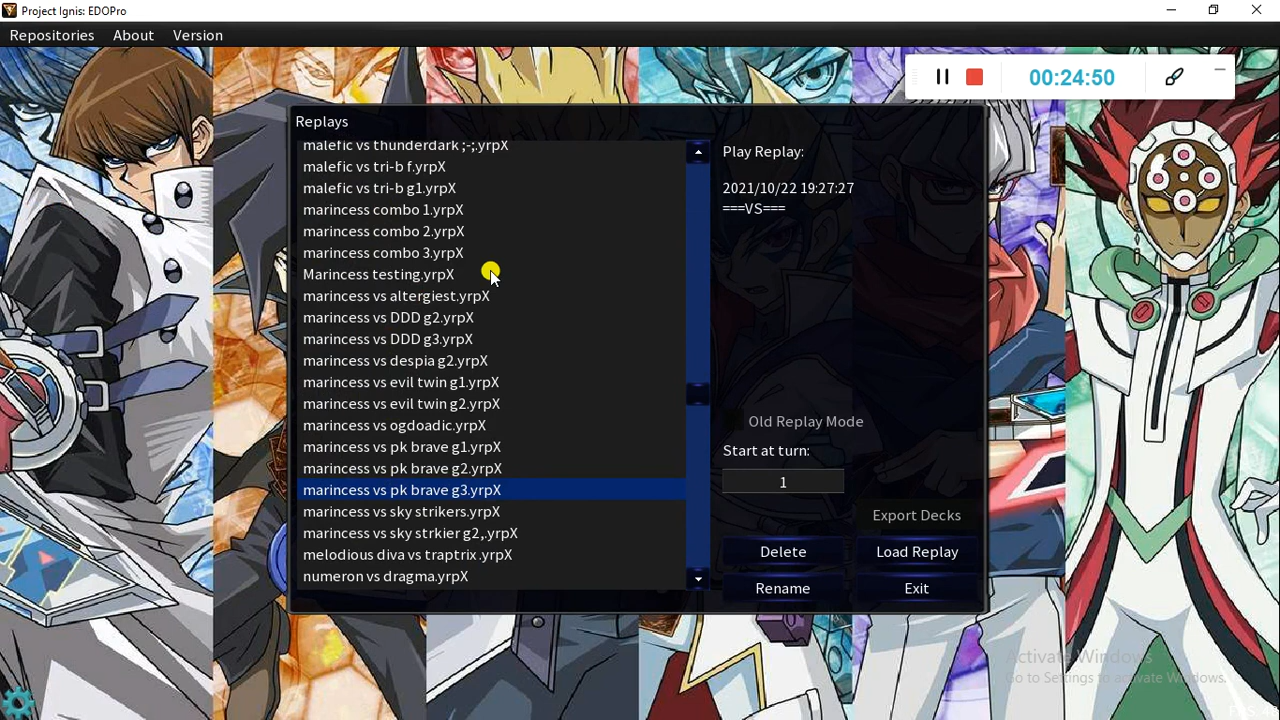 Project Ignis: EDOPro
Repositories About Version
00:24:50
Replays
malefic vs thunderdark ;-;.yrpX
malefic vs tri-b f.yrpX
malefic vs tri-b g1.yrpX
marincess combo 1.yrpX
marincess combo 2.yrpX
marincess combo 3.yrpX
Marincess testing.yrpX
marincess vs altergiest.yrpX
marincess vs DDD g2.yrpX
marincess vs DDD g3.yrpX
marincess vs despia g2.yrpX
marincess vs evil twin g1.yrpX
marincess vs evil twin g2.yrpX
marincess vs ogdoadic.yrpX
marincess vs pk brave g1.yrpX
marincess vs pk brave g2.yrpX
marincess vs pk brave g3.yrpX
marincess vs sky strikers.yrpX
marincess vs sky strkier g2,.yrpX
melodious diva vs traptrix .yrpX
numeron vs dragma.yrpX
Play Replay:
2021/10/22 19:27:27
===VS===
Old Replay Mode
Start at turn:
1
Export Decks
Delete Load Replay
Rename Exit
Activate Windows
Go to Settings to activate Windows.